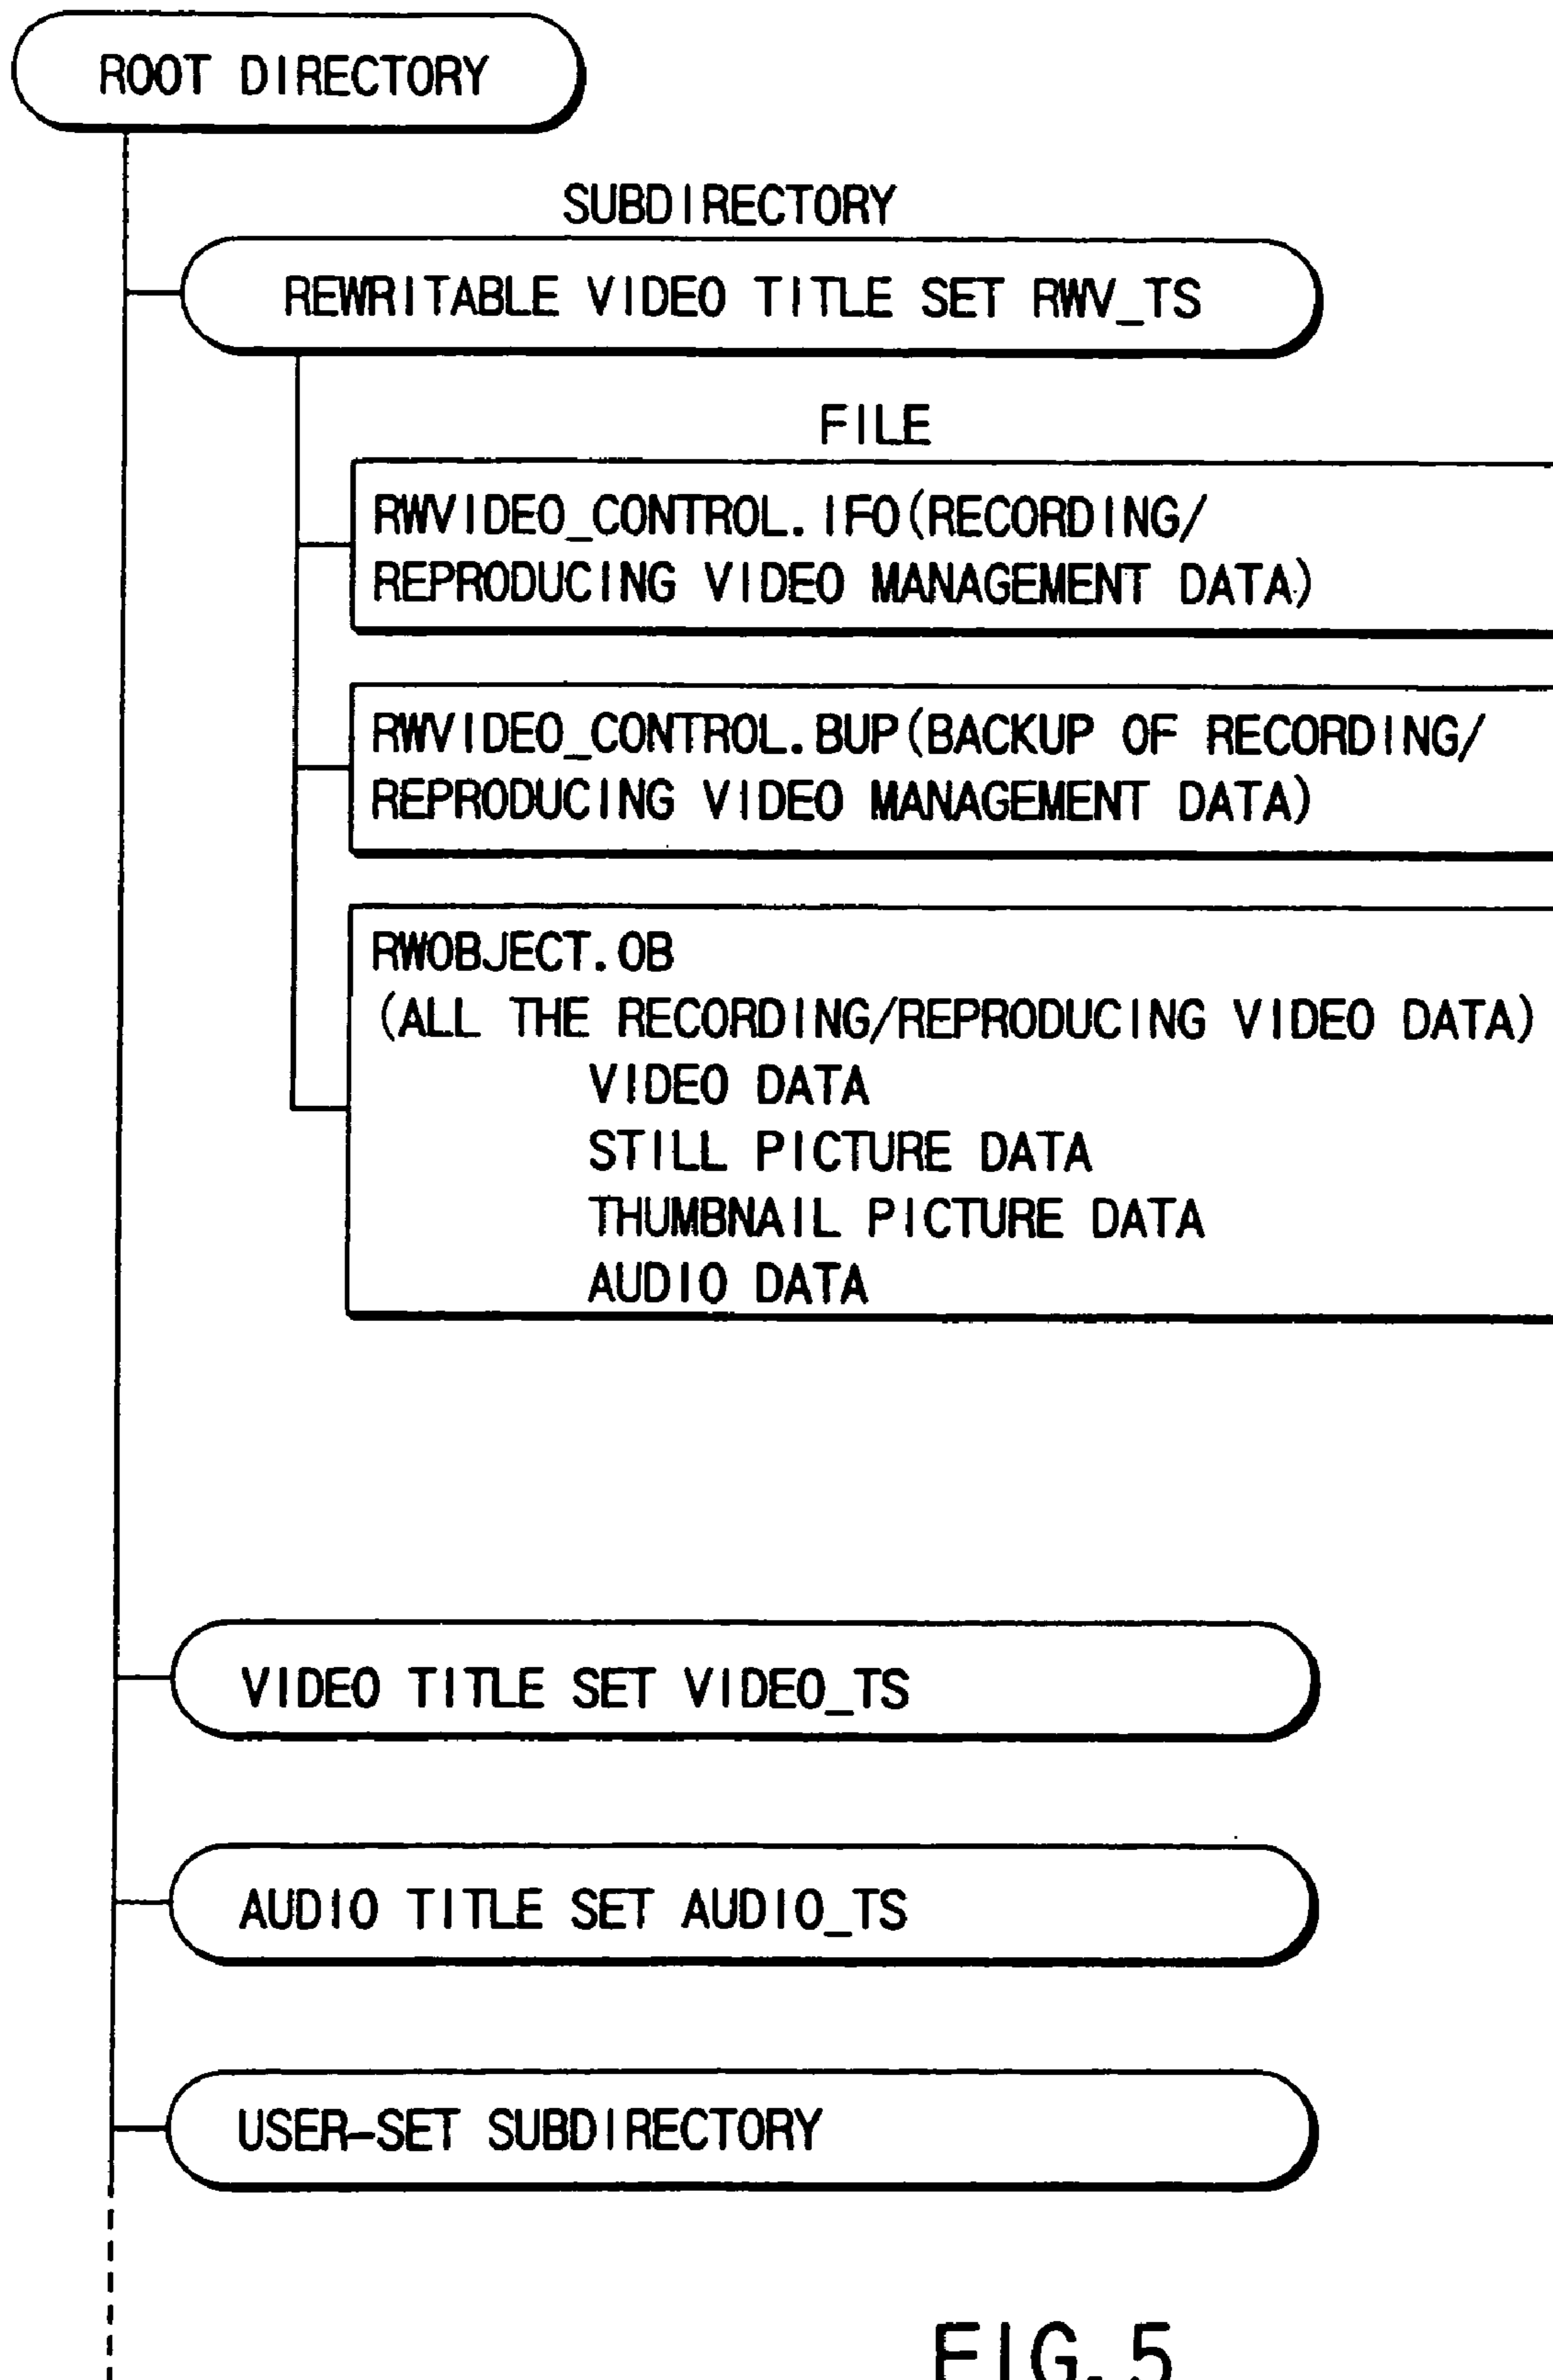 ROOT DIRECTORY
SUBDIRECTORY
REWRITABLE VIDEO TITLE SET RWV_TS
FILE
RWVIDEO_CONTROL.IFO(RECORDING/
REPRODUCING VIDEO MANAGEMENT DATA)
RWVIDEO_CONTROL.BUP(BACKUP OF RECORDING/
REPRODUCING VIDEO MANAGEMENT DATA)
RWOBJECT.OB
(ALL THE RECORDING/REPRODUCING VIDEO DATA)
VIDEO DATA
STILL PICTURE DATA
THUMBNAIL PICTURE DATA
AUDIO DATA
VIDEO TITLE SET VIDEO_TS
AUDIO TITLE SET AUDIO_TS
USER-SET SUBDIRECTORY
FIG.5